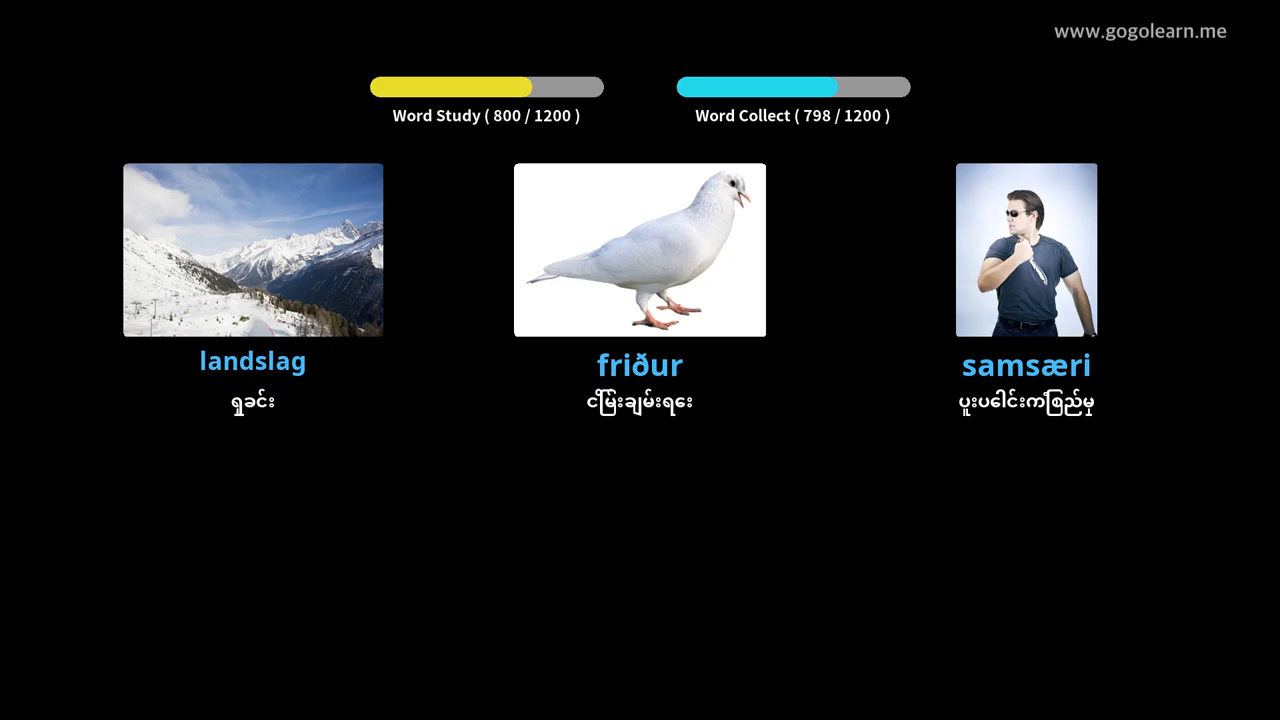 www.gogolearn.me
Word Study ( 800 / 1200 )
Word Collect ( 798 / 1200 )
landslag
friður
samsæri
ရှုခင်း
ငြိမ်းချမ်းရေး
ပူးပေါင်းကြံစည်မှု